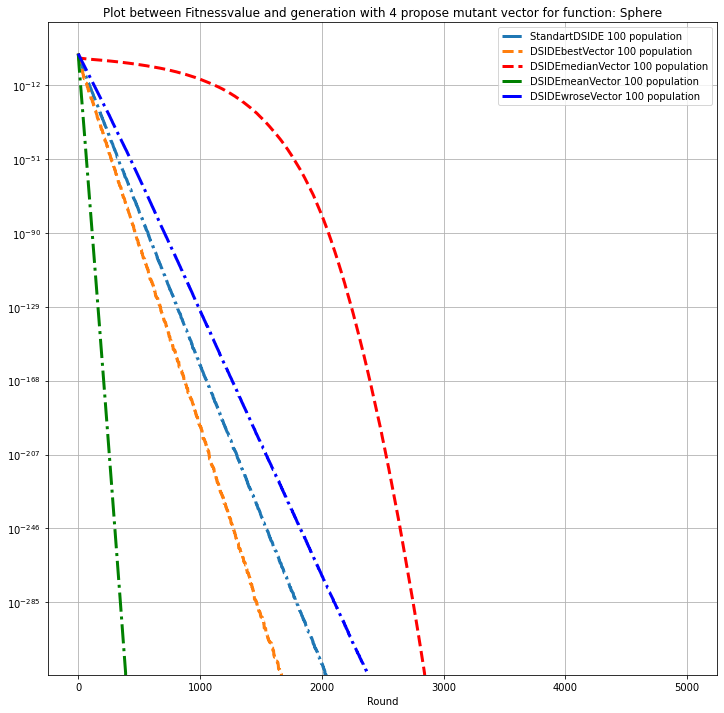 Plot between Fitnessvalue and generation with 4 propose mutant vector for function: Sphere
StandartDSIDE 100 population
DSIDEbestVector 100 population
DSIDEmedianVector 100 population
DSIDEmeanVector 100 population
DSIDEwroseVector 100 population
10⁻¹²
10⁻⁵¹
10⁻⁹⁰
10⁻¹²⁹
10⁻¹⁶⁸
10⁻²⁰⁷
10⁻²⁴⁶
10⁻²⁸⁵
0 1000 2000 3000 4000 5000
Round